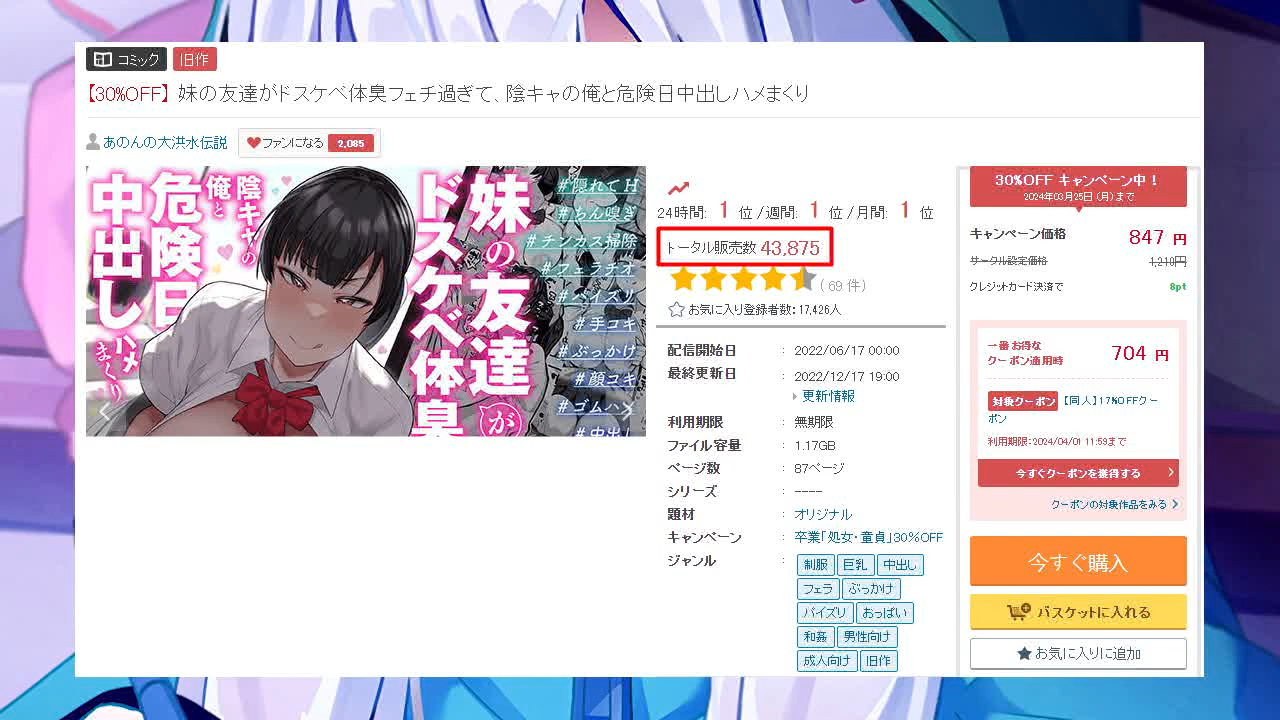 コミック 旧作
【30%OFF】 妹の友達がドスケベ体臭フェチ過ぎて、陰キャの俺と危険日中出しハメまくり
あのんの大洪水伝説 ファンになる 2,085
妹の友達が
ドスケベ体臭
陰キャの
俺と
危険日
中出し
ハメ
まくり
#隠れてH
#ちん嗅ぎ
#チンカス掃除
#フェラチオ
#パイズリ
#手コキ
#ぶっかけ
#顔コキ
#ゴムハ
#中出し
24時間: 1 位 / 週間: 1 位 / 月間: 1 位
トータル販売数 43,875
( 69 件 )
お気に入り登録者数: 17,426人
配信開始日 : 2022/06/17 00:00
最終更新日 : 2022/12/17 19:00
更新情報
利用期限 : 無期限
ファイル容量 : 1.17GB
ページ数 : 87ページ
シリーズ : ----
題材 : オリジナル
キャンペーン : 卒業「処女・童貞」30%OFF
ジャンル : 制服 巨乳 中出し
フェラ ぶっかけ
パイズリ おっぱい
和姦 男性向け
成人向け 旧作
30%OFF キャンペーン中！
2024年03月25日(月)まで
キャンペーン価格 847 円
サークル設定価格 1,210円
クレジットカード決済で 8pt
一番お得な
クーポン適用時 704 円
対象クーポン 【同人】17%OFFクー
ポン
利用期限:2024/04/01 11:59まで
今すぐクーポンを獲得する
クーポンの対象作品をみる
今すぐ購入
バスケットに入れる
お気に入りに追加